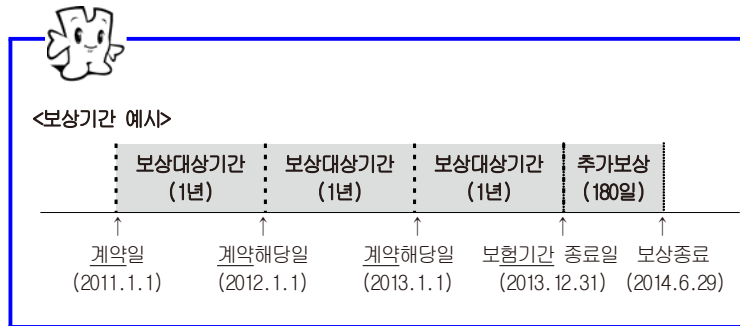 <보상기간 예시>
보상대상기간 보상대상기간 보상대상기간 추가보상
(1년) (1년) (1년) (180일)
↑ ↑ ↑ ↑ ↑
계약일 계약해당일 계약해당일 보험기간 종료일 보상종료
(2011.1.1) (2012.1.1) (2013.1.1) (2013.12.31) (2014.6.29)